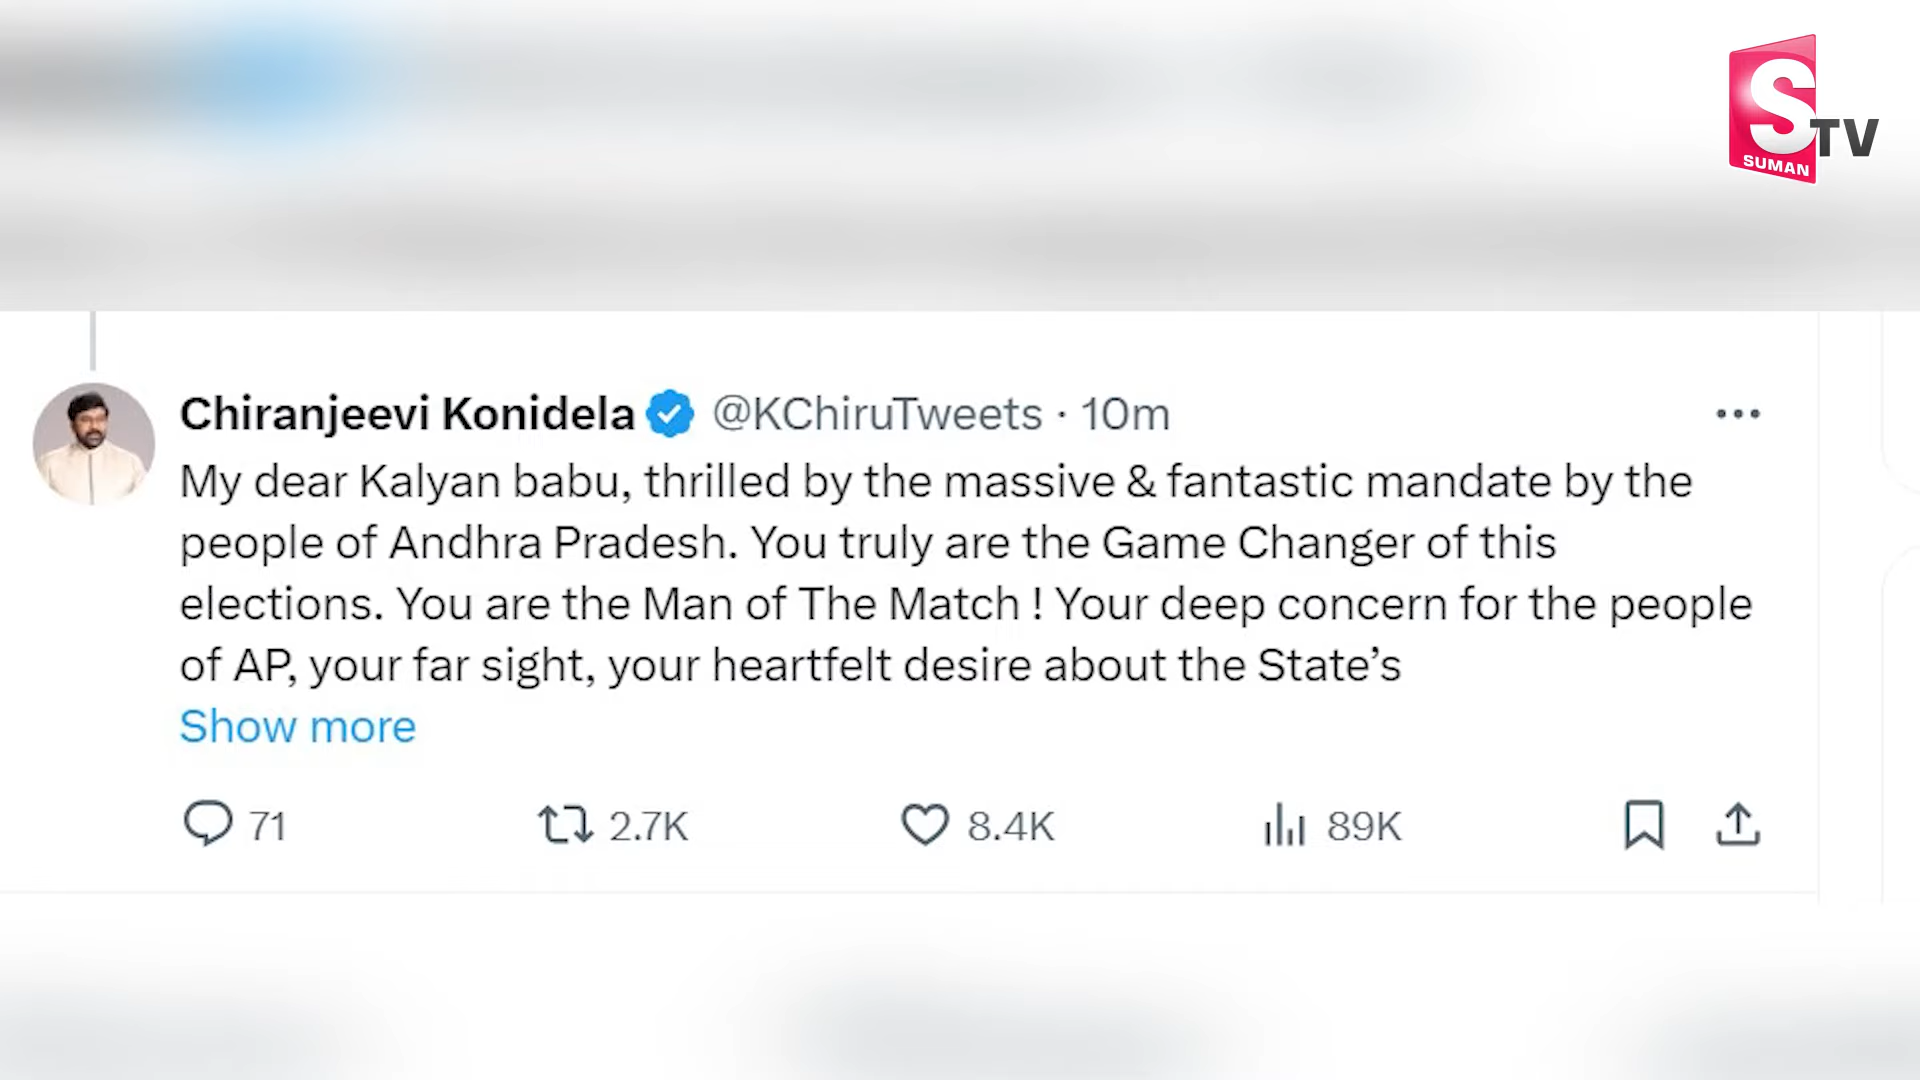 S
TV
SUMAN
Chiranjeevi Konidela @KChiruTweets · 10m
My dear Kalyan babu, thrilled by the massive & fantastic mandate by the
people of Andhra Pradesh. You truly are the Game Changer of this
elections. You are the Man of The Match ! Your deep concern for the people
of AP, your far sight, your heartfelt desire about the State’s
Show more
71 2.7K 8.4K 89K